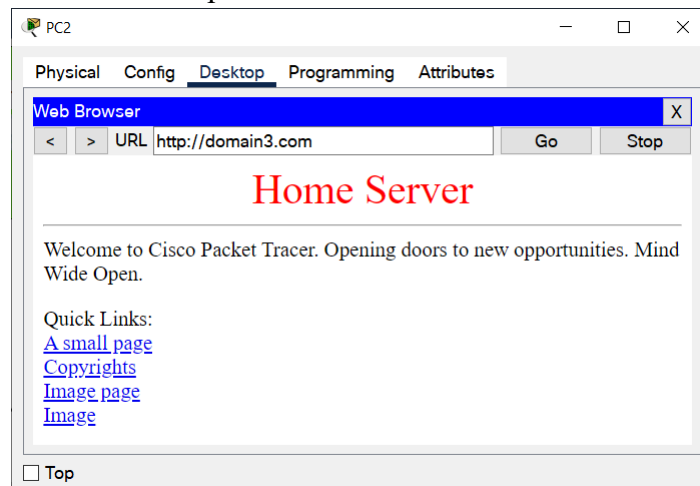 PC2
Physical Config Desktop Programming Attributes
Web Browser X
< > URL http://domain3.com Go Stop
Home Server
Welcome to Cisco Packet Tracer. Opening doors to new opportunities. Mind
Wide Open.
Quick Links:
A small page
Copyrights
Image page
Image
Top